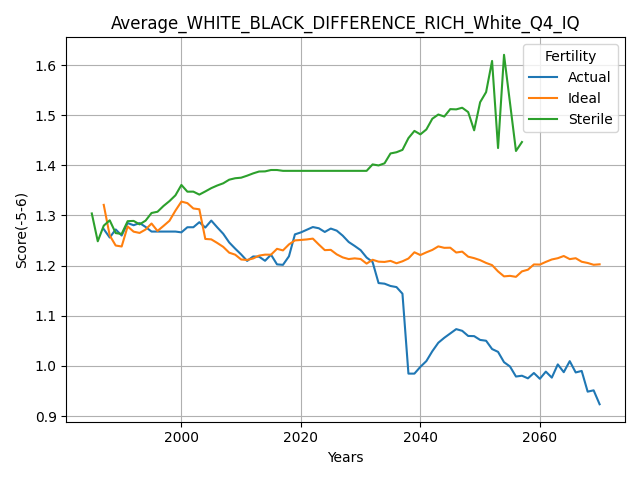 Average_WHITE_BLACK_DIFFERENCE_RICH_White_Q4_IQ
Score(-5-6)
1.6
1.5
1.4
1.3
1.2
1.1
1.0
0.9
Fertility
Actual
Ideal
Sterile
2000 2020 2040 2060
Years